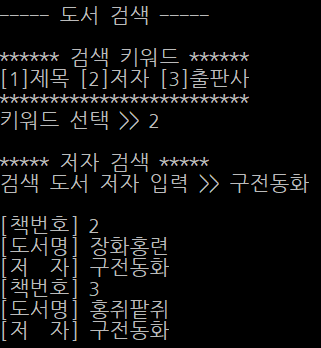 ----- 도서 검색 -----
****** 검색 키워드 ******
[1]제목 [2]저자 [3]출판사
*************************
키워드 선택 >> 2
***** 저자 검색 *****
검색 도서 저자 입력 >> 구전동화
[책번호] 2
[도서명] 장화홍련
[저  자] 구전동화
[책번호] 3
[도서명] 홍쥐팥쥐
[저  자] 구전동화